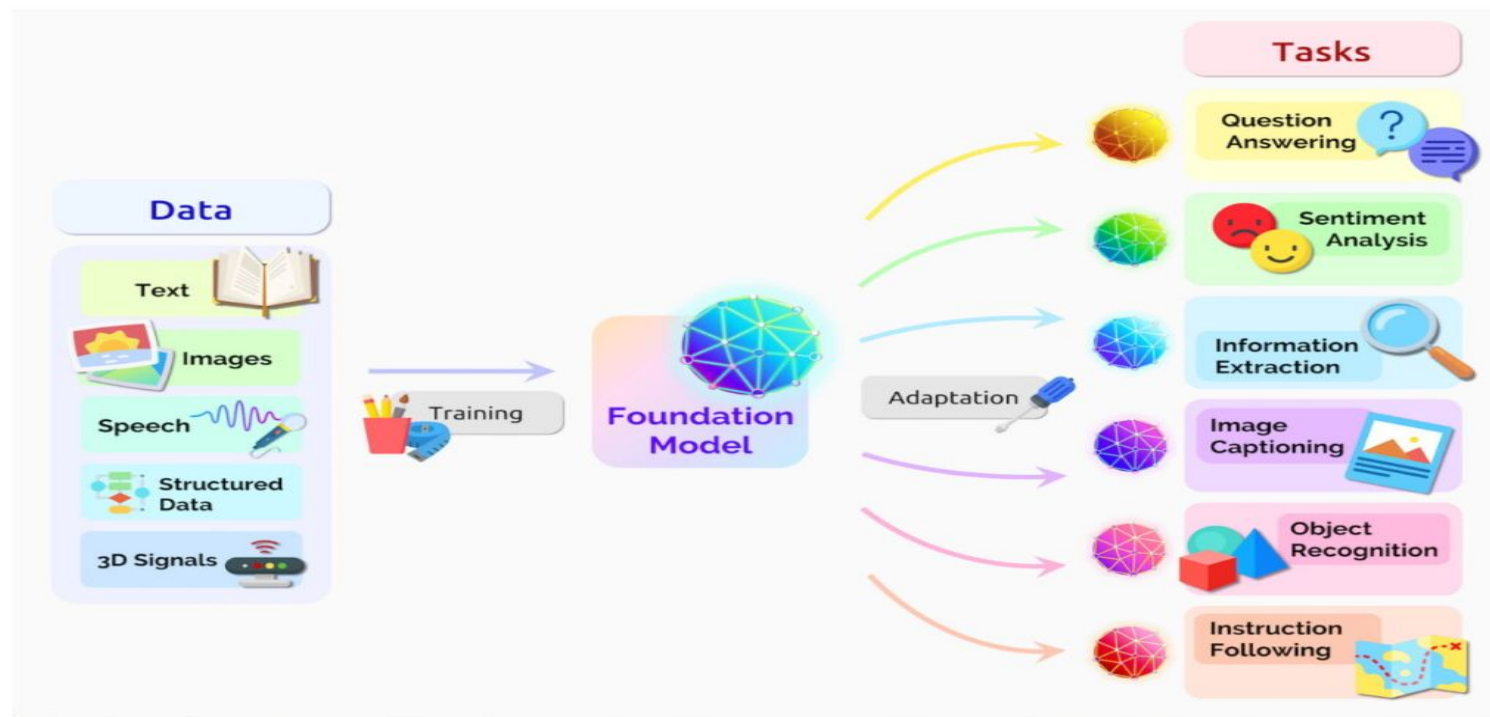 Data
Text
Images
Speech
Structured
Data
3D Signals
Training
Foundation
Model
Adaptation
Tasks
Question
Answering
?
Sentiment
Analysis
Information
Extraction
Image
Captioning
Object
Recognition
Instruction
Following